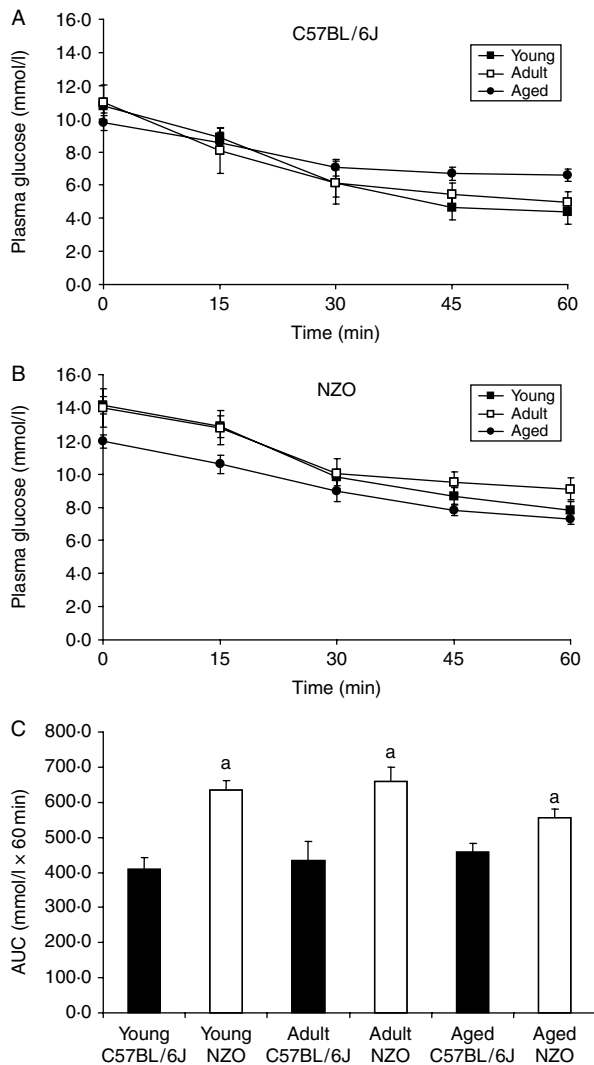 A
C57BL/6J
Young
Adult
Aged
Plasma glucose (mmol/l)
16·0
14·0
12·0
10·0
8·0
6·0
4·0
2·0
0·0
0 15 30 45 60
Time (min)
B
NZO
Young
Adult
Aged
Plasma glucose (mmol/l)
16·0
14·0
12·0
10·0
8·0
6·0
4·0
2·0
0·0
0 15 30 45 60
Time (min)
C
AUC (mmol/l × 60 min)
800·0
700·0
600·0
500·0
400·0
300·0
200·0
100·0
0·0
a a a
Young Young Adult Adult Aged Aged
C57BL/6J NZO C57BL/6J NZO C57BL/6J NZO